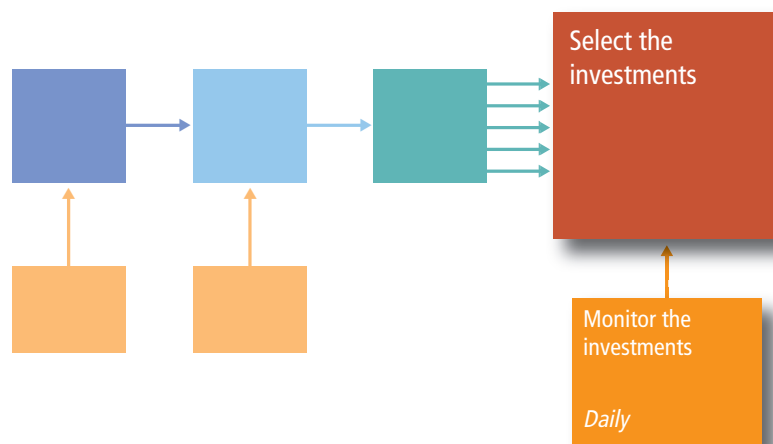 Select the
investments
Monitor the
investments
Daily